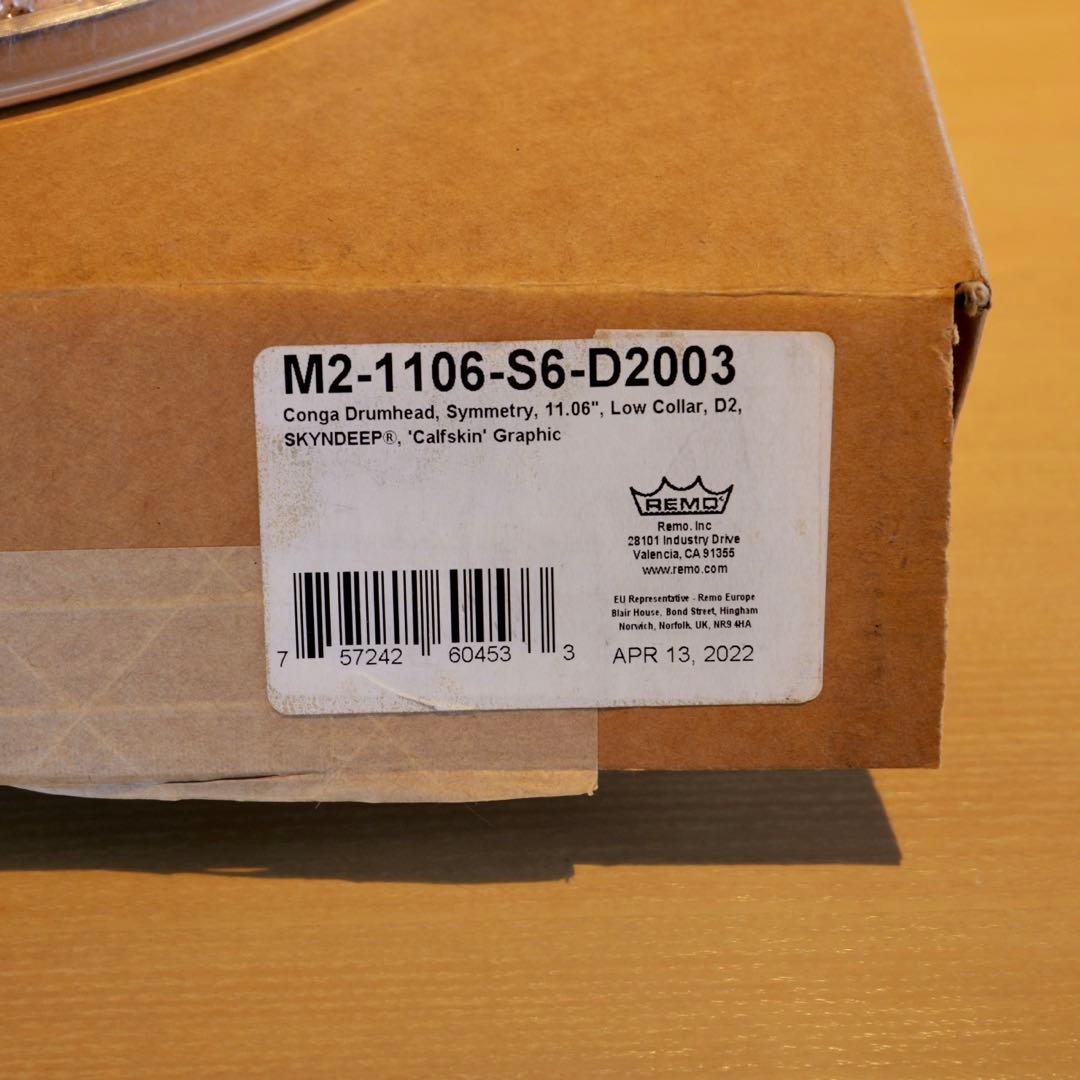 M2-1106-S6-D2003
Conga Drumhead, Symmetry, 11.06", Low Collar, D2,
SKYNDEEP®, 'Calfskin' Graphic
REMO
Remo. Inc
28101 Industry Drive
Valencia, CA 91355
www.remo.com
EU Representative - Remo Europe
Blair House, Bond Street, Hingham
Norwich, Norfolk, UK, NR9 4HA
7 57242 60453 3
APR 13, 2022